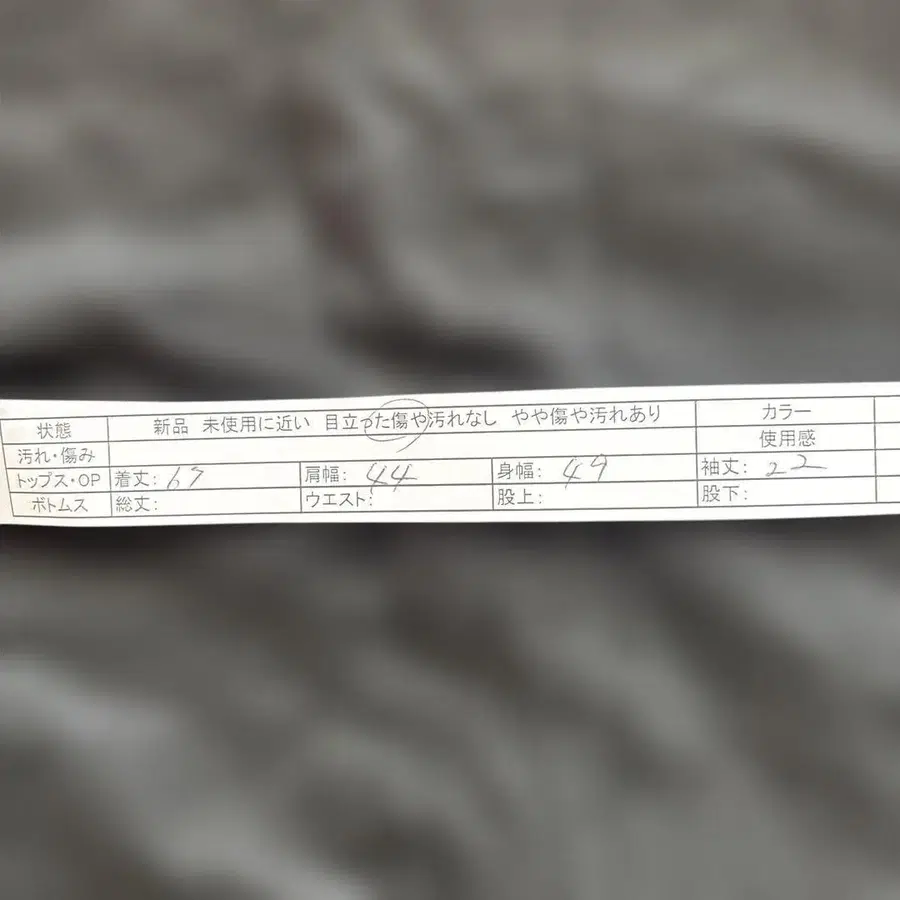 状態 新品 未使用に近い 目立った傷や汚れなし やや傷や汚れあり カラー
汚れ・傷み 使用感
トップス・OP 着丈: 67 肩幅: 44 身幅: 49 袖丈: 22
ボトムス 総丈: ウエスト: 股上: 股下: